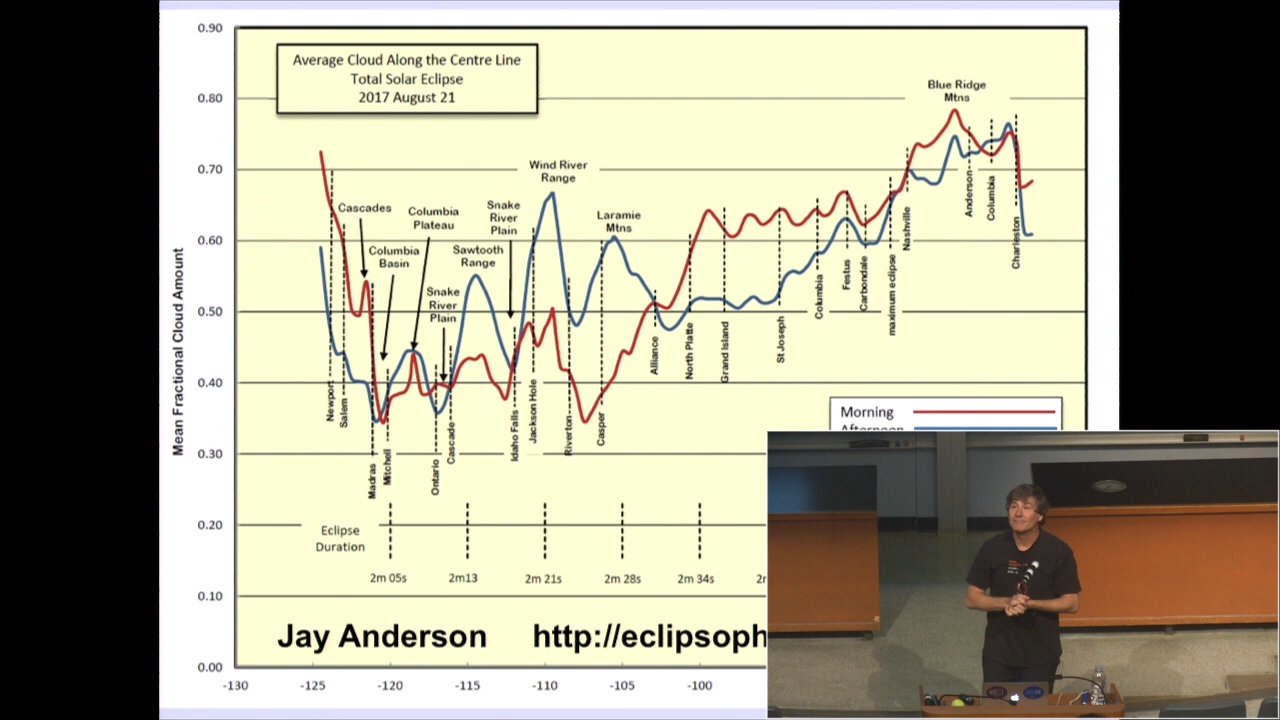 0.90
Average Cloud Along the Centre Line
Total Solar Eclipse
2017 August 21
0.80
Blue Ridge
Mtns
0.70
Wind River
Range
Cascades
Columbia
Plateau
Snake
River
Plain
Laramie
Mtns
Anderson
Columbia
Nashville
Charleston
0.60
Columbia
Basin
Sawtooth
Range
Snake
River
Plain
Columbia
Festus
Carbondale
maximum eclipse
0.50
Alliance
North Platte
Grand Island
St Joseph
Mean Fractional Cloud Amount
0.40
Newport
Salem
Madras
Mitchell
Ontario
Cascade
Idaho Falls
Jackson Hole
Riverton
Casper
Morning
0.30
0.20
Eclipse
Duration
2m 05s
2m13
2m 21s
2m 28s
2m 34s
0.10
Jay Anderson
http://eclipsoph
0.00
-130
-125
-120
-115
-110
-105
-100